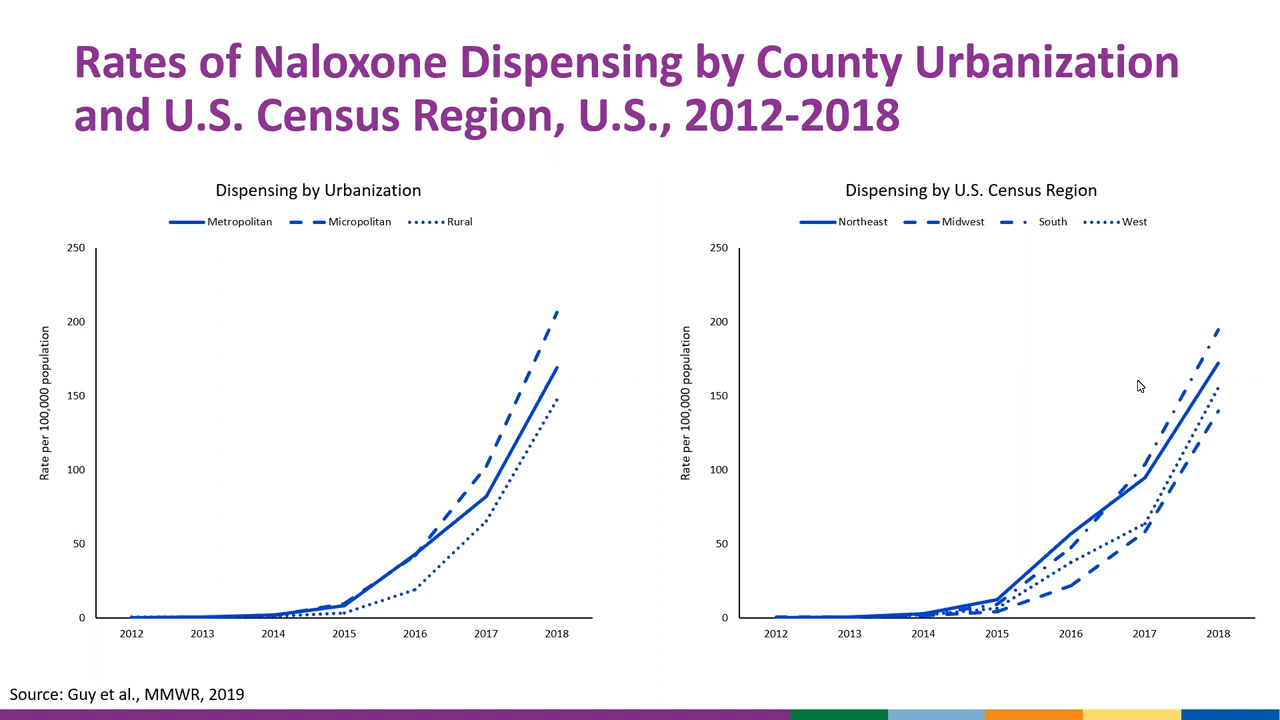 Rates of Naloxone Dispensing by County Urbanization
and U.S. Census Region, U.S., 2012-2018
Dispensing by Urbanization
Metropolitan Micropolitan Rural
250
200
150
100
50
0
Rate per 100,000 population
2012 2013 2014 2015 2016 2017 2018
Dispensing by U.S. Census Region
Northeast Midwest South West
250
200
150
100
50
0
Rate per 100,000 population
2012 2013 2014 2015 2016 2017 2018
Source: Guy et al., MMWR, 2019